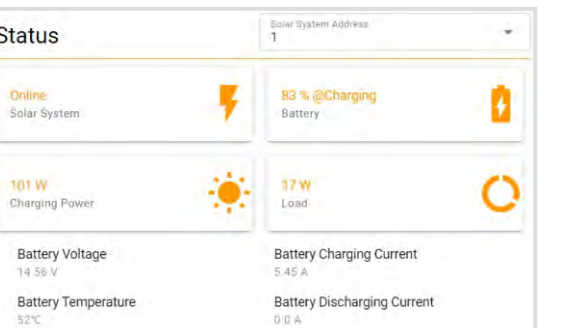 Status
Solar System Address
1
Online
Solar System
83 % @Charging
Battery
101 W
Charging Power
17 W
Load
Battery Voltage
14.56 V
Battery Charging Current
5.45 A
Battery Temperature
52℃
Battery Discharging Current
0.0 A